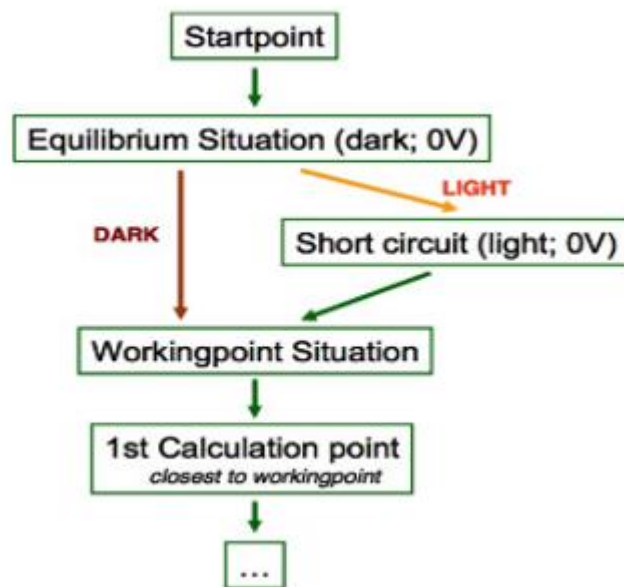 Startpoint
Equilibrium Situation (dark; 0V)
LIGHT
DARK
Short circuit (light; 0V)
Workingpoint Situation
1st Calculation point
closest to workingpoint
...